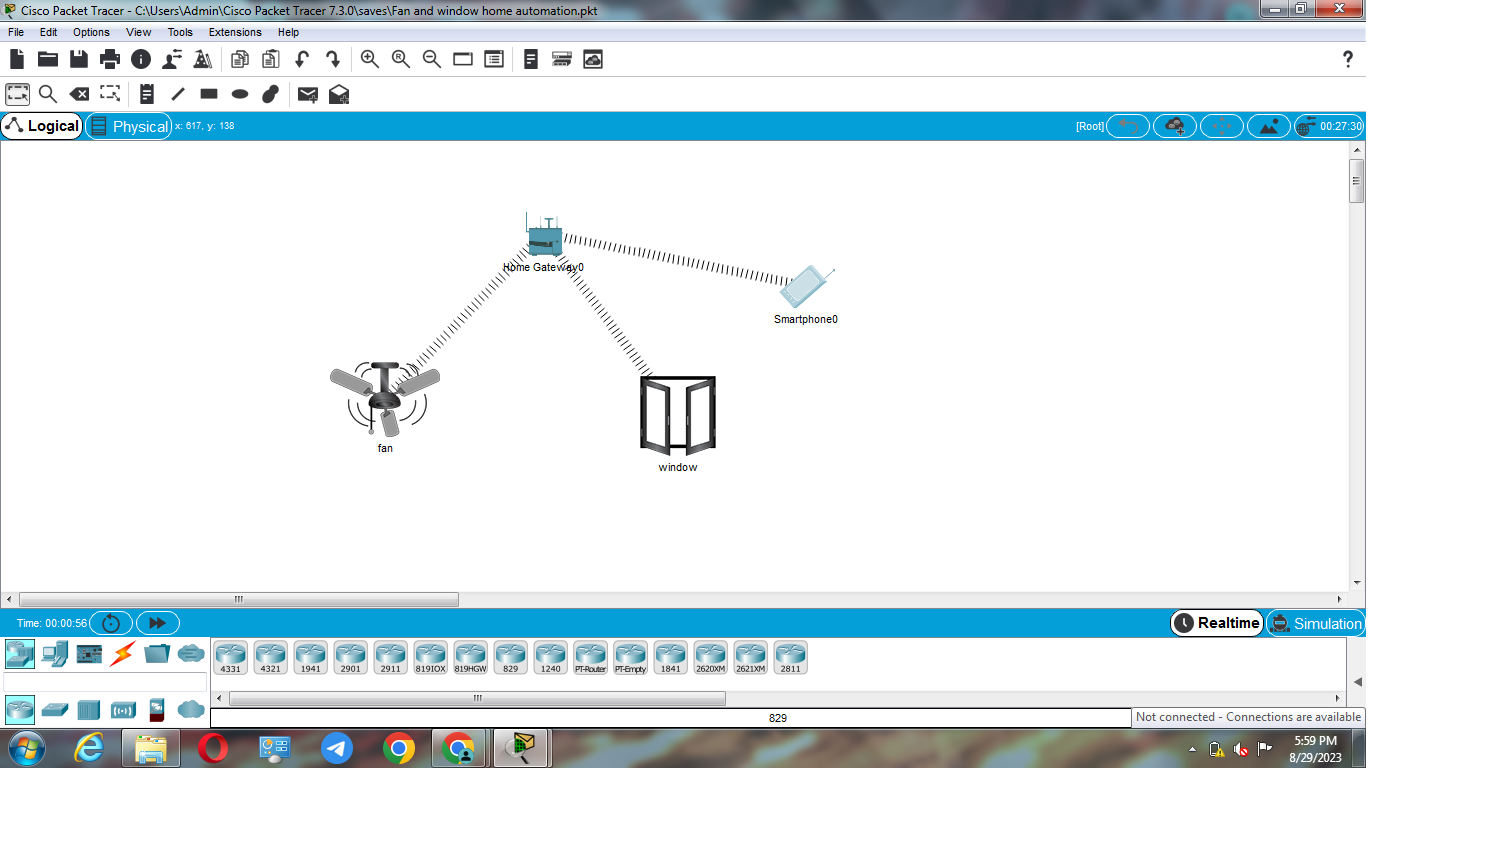 Cisco Packet Tracer - C:\Users\Admin\Cisco Packet Tracer 7.3.0\saves\Fan and window home automation.pkt
File Edit Options View Tools Extensions Help
?
Logical Physical x: 617, y: 138 [Root] 00:27:30
Home Gateway0
Smartphone0
fan
window
Time: 00:00:56 Realtime Simulation
4331 4321 1941 2901 2911 819IOX 819HGW 829 1240 PT-Router PT-Empty 1841 2620XM 2621XM 2811
829
Not connected - Connections are available
5:59 PM
8/29/2023